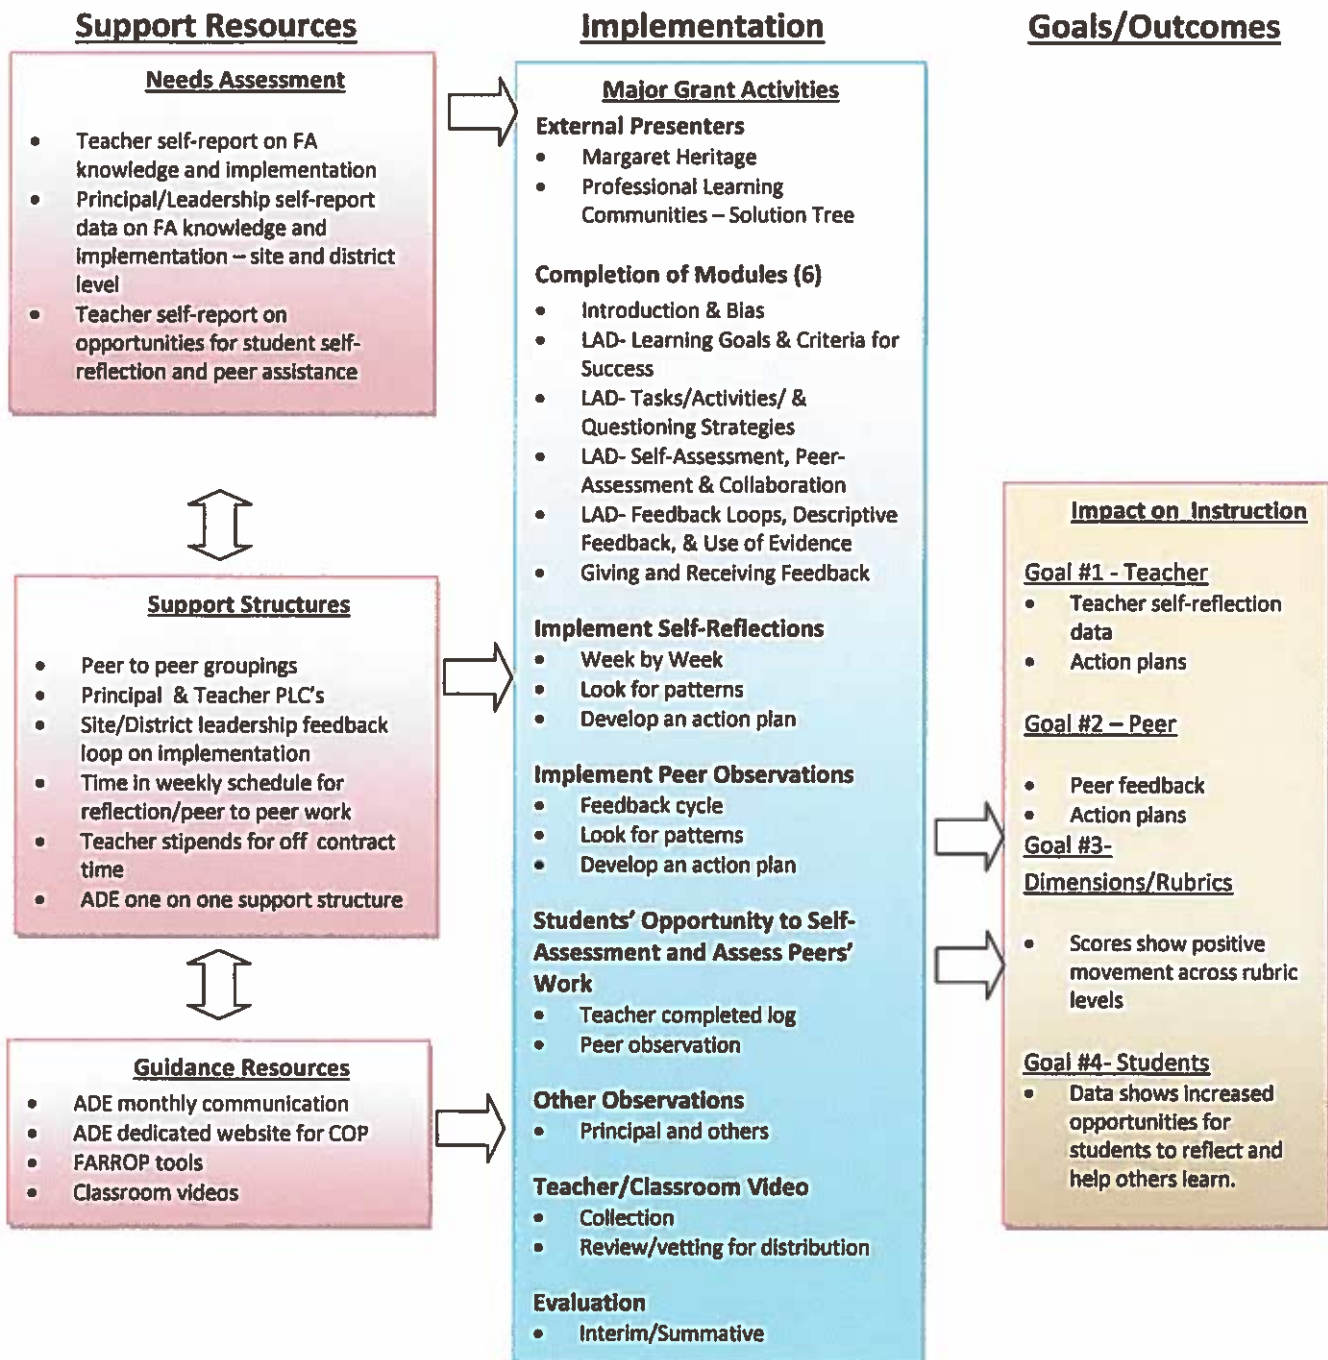 Support Resources
Implementation
Goals/Outcomes
Needs Assessment
• Teacher self-report on FA
knowledge and implementation
• Principal/Leadership self-report
data on FA knowledge and
implementation – site and district
level
• Teacher self-report on
opportunities for student self-
reflection and peer assistance
Support Structures
• Peer to peer groupings
• Principal & Teacher PLC's
• Site/District leadership feedback
loop on implementation
• Time in weekly schedule for
reflection/peer to peer work
• Teacher stipends for off contract
time
• ADE one on one support structure
Guidance Resources
• ADE monthly communication
• ADE dedicated website for COP
• FARROP tools
• Classroom videos
Major Grant Activities
External Presenters
• Margaret Heritage
• Professional Learning
Communities – Solution Tree
Completion of Modules (6)
• Introduction & Bias
• LAD- Learning Goals & Criteria for
Success
• LAD- Tasks/Activities/ &
Questioning Strategies
• LAD- Self-Assessment, Peer-
Assessment & Collaboration
• LAD- Feedback Loops, Descriptive
Feedback, & Use of Evidence
• Giving and Receiving Feedback
Implement Self-Reflections
• Week by Week
• Look for patterns
• Develop an action plan
Implement Peer Observations
• Feedback cycle
• Look for patterns
• Develop an action plan
Students' Opportunity to Self-
Assessment and Assess Peers'
Work
• Teacher completed log
• Peer observation
Other Observations
• Principal and others
Teacher/Classroom Video
• Collection
• Review/vetting for distribution
Evaluation
• Interim/Summative
Impact on Instruction
Goal #1 - Teacher
• Teacher self-reflection
data
• Action plans
Goal #2 – Peer
• Peer feedback
• Action plans
Goal #3-
Dimensions/Rubrics
• Scores show positive
movement across rubric
levels
Goal #4- Students
• Data shows increased
opportunities for
students to reflect and
help others learn.